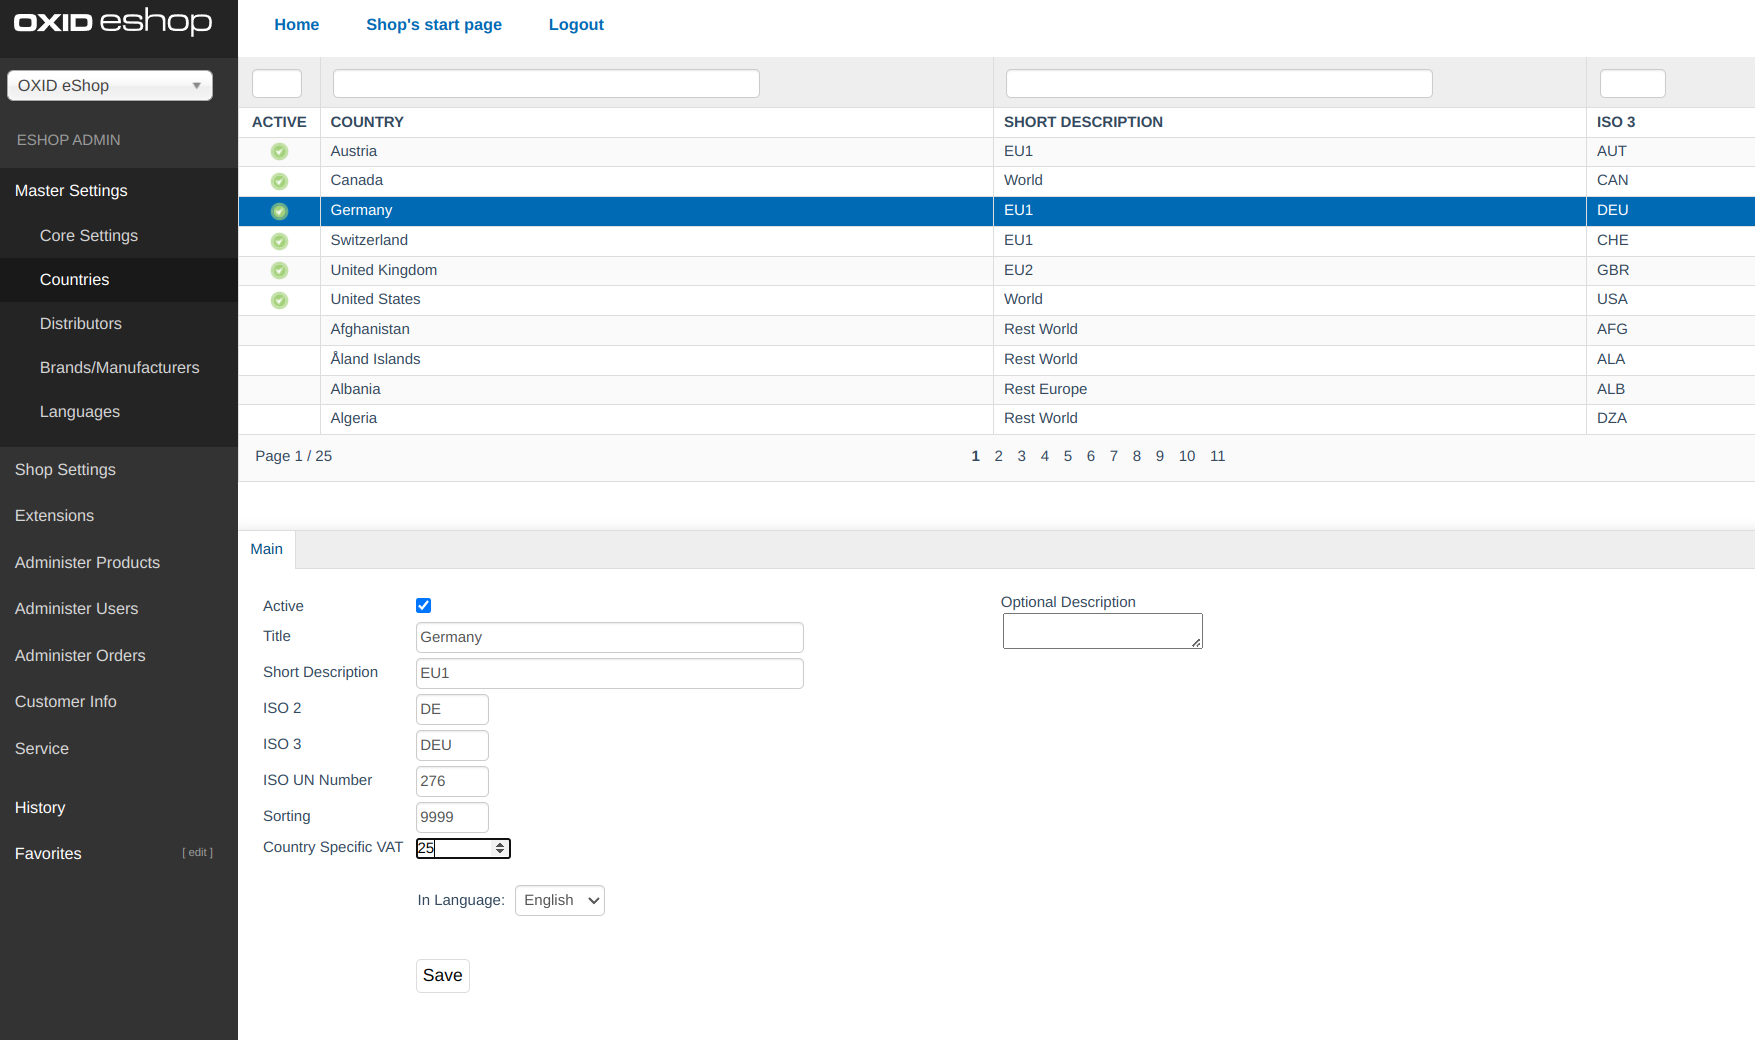 OXID eshop
Home Shop's start page Logout
OXID eShop
ESHOP ADMIN
Master Settings
Core Settings
Countries
Distributors
Brands/Manufacturers
Languages
Shop Settings
Extensions
Administer Products
Administer Users
Administer Orders
Customer Info
Service
History
Favorites [ edit ]
ACTIVE COUNTRY SHORT DESCRIPTION ISO 3
Austria EU1 AUT
Canada World CAN
Germany EU1 DEU
Switzerland EU1 CHE
United Kingdom EU2 GBR
United States World USA
Afghanistan Rest World AFG
Åland Islands Rest World ALA
Albania Rest Europe ALB
Algeria Rest World DZA
Page 1 / 25 1 2 3 4 5 6 7 8 9 10 11
Main
Active
Title Germany
Short Description EU1
ISO 2 DE
ISO 3 DEU
ISO UN Number 276
Sorting 9999
Country Specific VAT 25
In Language: English
Save
Optional Description